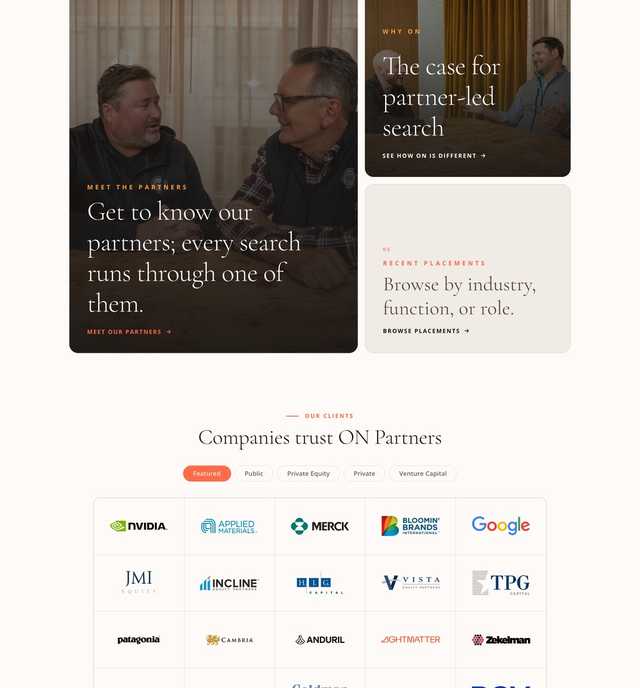 MEET THE PARTNERS
Get to know our
partners; every search
runs through one of
them.
MEET OUR PARTNERS →
WHY ON
The case for
partner-led
search
SEE HOW ON IS DIFFERENT →
RECENT PLACEMENTS
Browse by industry,
function, or role.
BROWSE PLACEMENTS →
OUR CLIENTS
Companies trust ON Partners
Featured
Public
Private Equity
Private
Venture Capital
NVIDIA
APPLIED
MATERIALS
MERCK
BLOOMIN'
BRANDS
INTERNATIONAL
Google
JMI
EQUITY
INCLINE
EQUITY PARTNERS
H.I.G.
CAPITAL
VISTA
EQUITY PARTNERS
TPG
CAPITAL
patagonia
CAMBRIA
ANDURIL
LIGHTMATTER
Zekelman